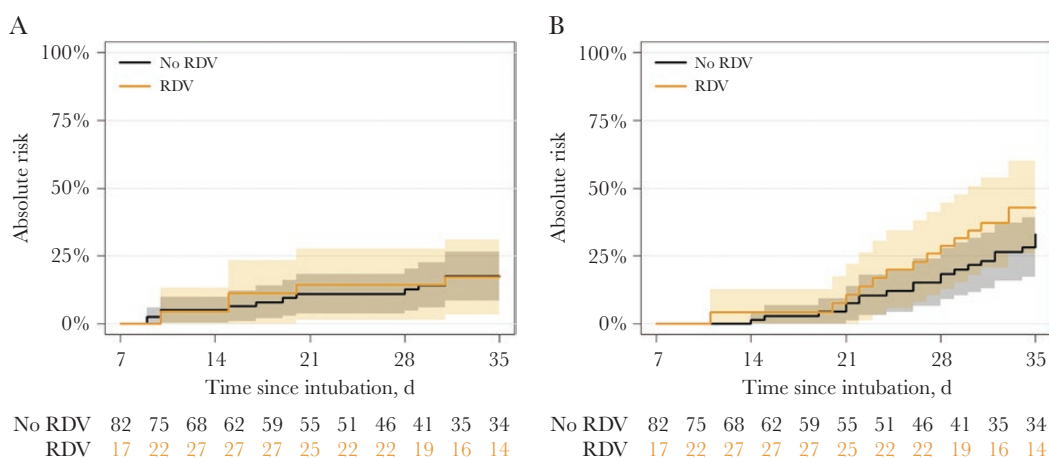 A
100%
75%
50%
25%
0%
Absolute risk
No RDV
RDV
7 14 21 28 35
Time since intubation, d
No RDV 82 75 68 62 59 55 51 46 41 35 34
RDV 17 22 27 27 27 25 22 22 19 16 14
B
100%
75%
50%
25%
0%
Absolute risk
No RDV
RDV
7 14 21 28 35
Time since intubation, d
No RDV 82 75 68 62 59 55 51 46 41 35 34
RDV 17 22 27 27 27 25 22 22 19 16 14